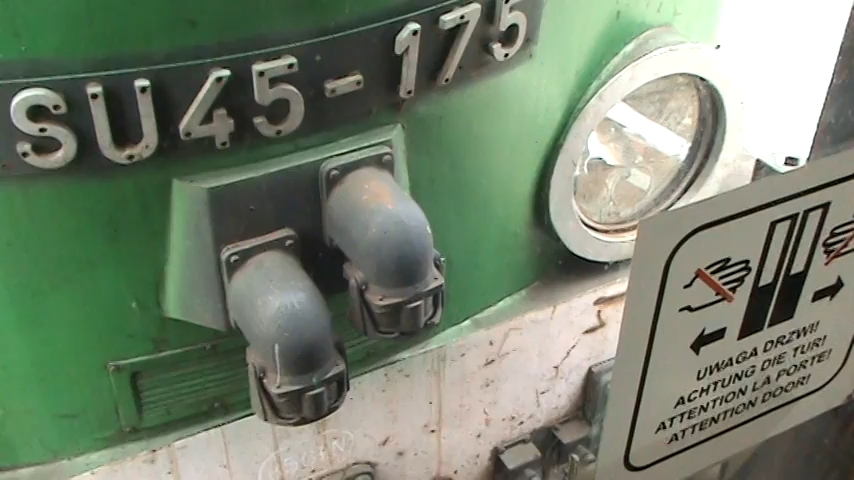 SU45-175
UWAGA DRZWI!
ACHTUNG DIE TUR!
ATTENTION LA PORTE!
ATTENTION DOOR!